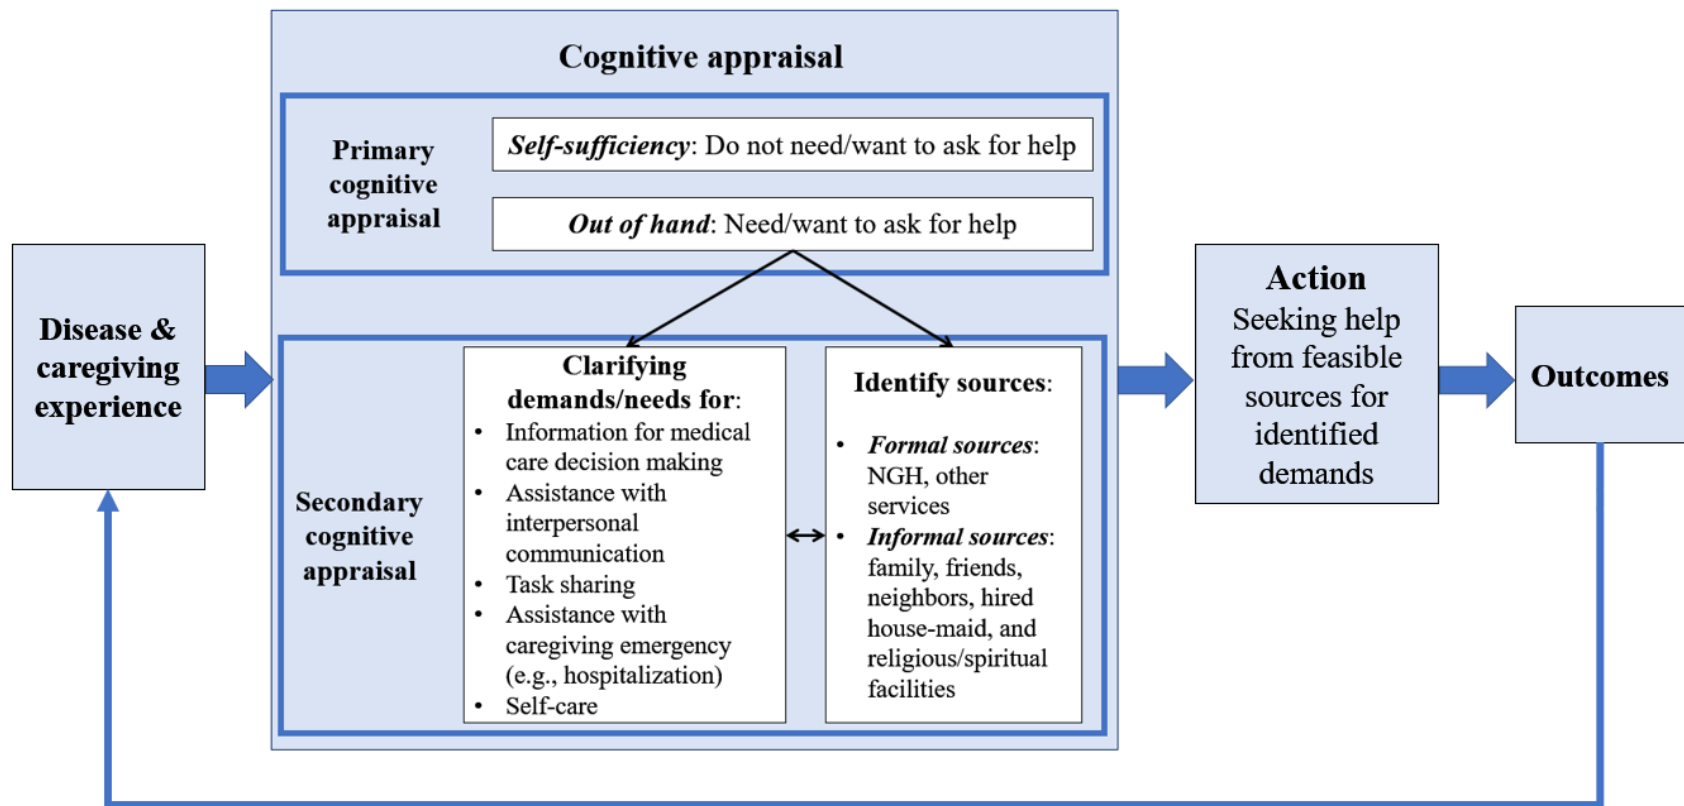 Cognitive appraisal
Primary
cognitive
appraisal
Self-sufficiency: Do not need/want to ask for help
Out of hand: Need/want to ask for help
Disease &
caregiving
experience
Secondary
cognitive
appraisal
Clarifying
demands/needs for:
• Information for medical
care decision making
• Assistance with
interpersonal
communication
• Task sharing
• Assistance with
caregiving emergency
(e.g., hospitalization)
• Self-care
Identify sources:
• Formal sources:
NGH, other
services
• Informal sources:
family, friends,
neighbors, hired
house-maid, and
religious/spiritual
facilities
Action
Seeking help
from feasible
sources for
identified
demands
Outcomes